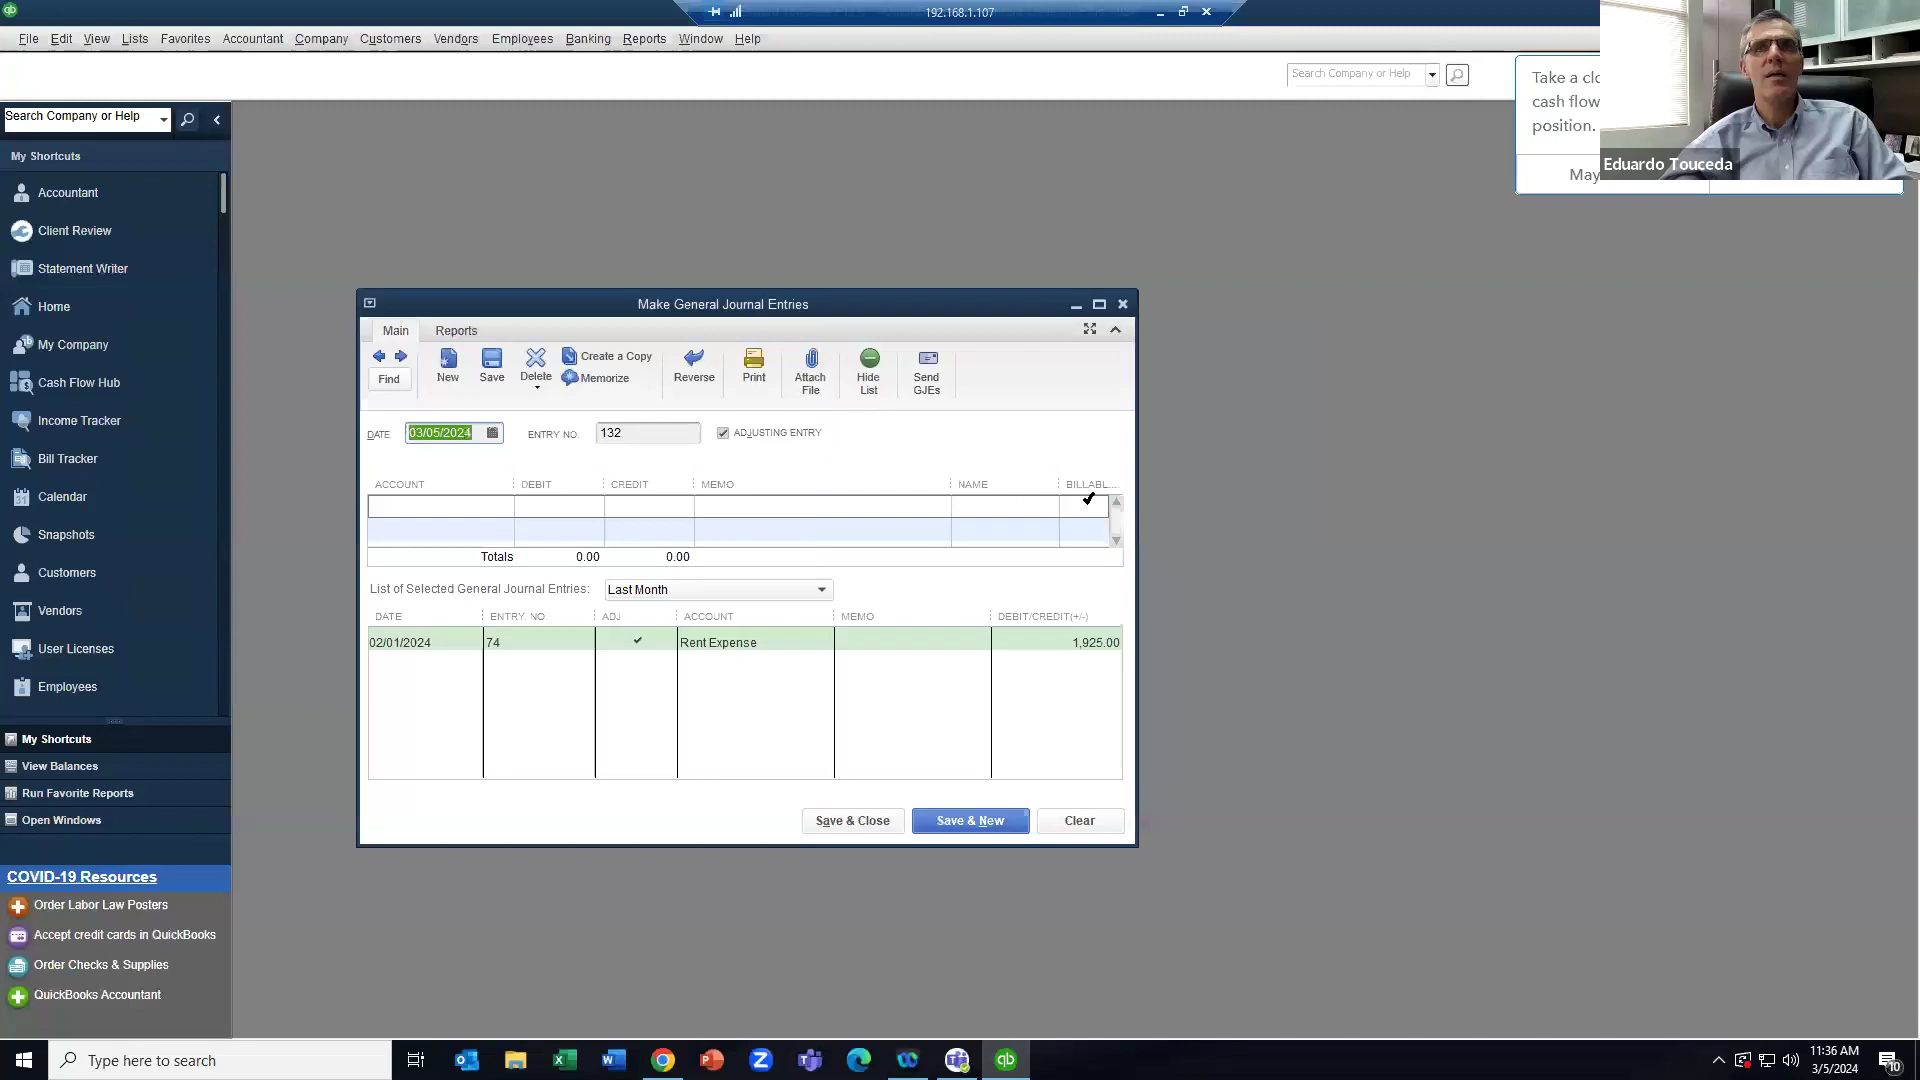 192.168.1.107
File Edit View Lists Favorites Accountant Company Customers Vendors Employees Banking Reports Window Help
Search Company or Help
Take a clo
cash flow
position.
May
Eduardo Touceda
Search Company or Help
My Shortcuts
Accountant
Client Review
Statement Writer
Home
My Company
Cash Flow Hub
Income Tracker
Bill Tracker
Calendar
Snapshots
Customers
Vendors
User Licenses
Employees
My Shortcuts
View Balances
Run Favorite Reports
Open Windows
COVID-19 Resources
Order Labor Law Posters
Accept credit cards in QuickBooks
Order Checks & Supplies
QuickBooks Accountant
Make General Journal Entries
Main Reports
Find
New
Save
Delete
Create a Copy
Memorize
Reverse
Print
Attach
File
Hide
List
Send
GJEs
DATE 03/05/2024 ENTRY NO. 132 ADJUSTING ENTRY
ACCOUNT DEBIT CREDIT MEMO NAME BILLABL...
Totals 0.00 0.00
List of Selected General Journal Entries: Last Month
DATE ENTRY. NO. ADJ ACCOUNT MEMO DEBIT/CREDIT(+/-)
02/01/2024 74 Rent Expense 1,925.00
Save & Close Save & New Clear
Type here to search
11:36 AM
3/5/2024
10